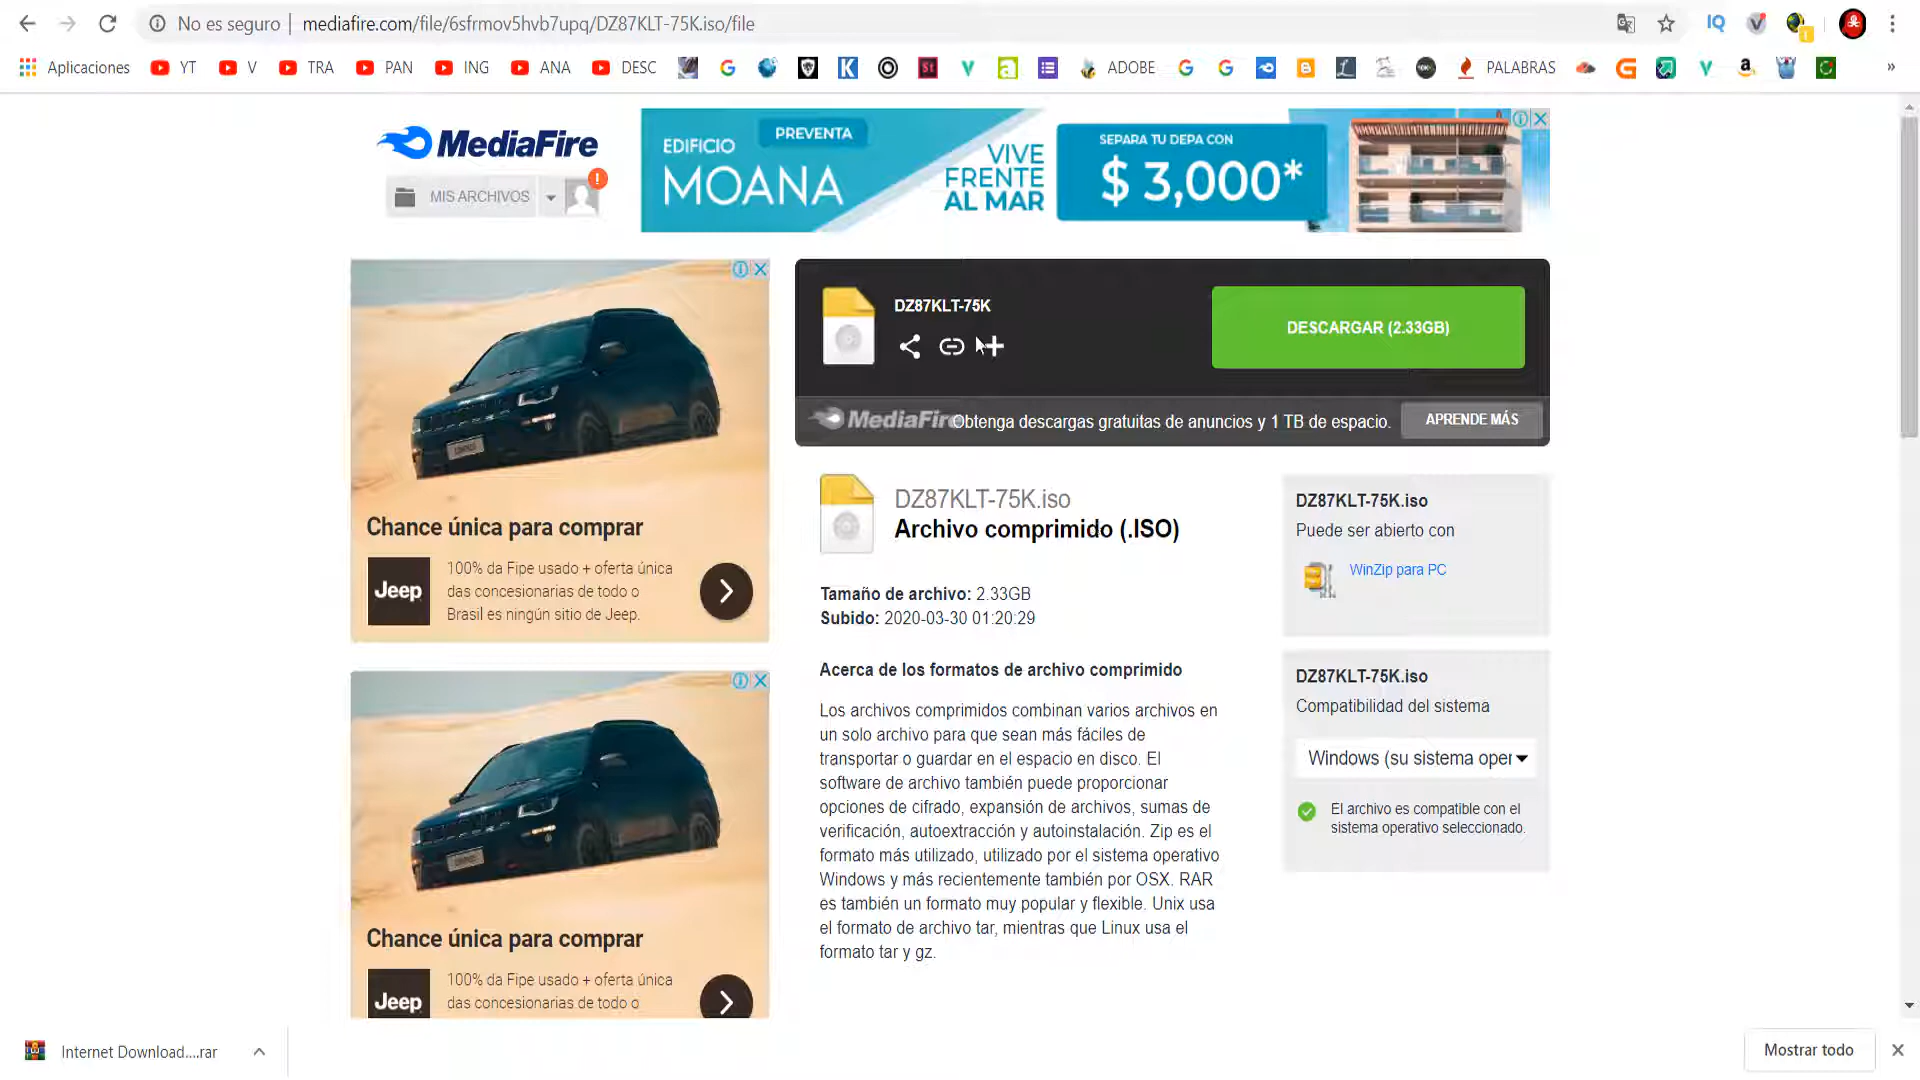 No es seguro
mediafire.com/file/6sfrmov5hvb7upq/DZ87KLT-75K.iso/file
IQ
Aplicaciones
YT
V
TRA
PAN
ING
ANA
DESC
ADOBE
PALABRAS
»
MediaFire
MIS ARCHIVOS
EDIFICIO
MOANA
PREVENTA
VIVE
FRENTE
AL MAR
SEPARA TU DEPA CON
$ 3,000*
Chance única para comprar
Jeep
100% da Fipe usado + oferta única
das concesionarias de todo o
Brasil es ningún sitio de Jeep.
DZ87KLT-75K
DESCARGAR (2.33GB)
MediaFire
Obtenga descargas gratuitas de anuncios y 1 TB de espacio.
APRENDE MÁS
DZ87KLT-75K.iso
Archivo comprimido (.ISO)
Tamaño de archivo: 2.33GB
Subido: 2020-03-30 01:20:29
Acerca de los formatos de archivo comprimido
Los archivos comprimidos combinan varios archivos en
un solo archivo para que sean más fáciles de
transportar o guardar en el espacio en disco. El
software de archivo también puede proporcionar
opciones de cifrado, expansión de archivos, sumas de
verificación, autoextracción y autoinstalación. Zip es el
formato más utilizado, utilizado por el sistema operativo
Windows y más recientemente también por OSX. RAR
es también un formato muy popular y flexible. Unix usa
el formato de archivo tar, mientras que Linux usa el
formato tar y gz.
DZ87KLT-75K.iso
Puede ser abierto con
WinZip para PC
DZ87KLT-75K.iso
Compatibilidad del sistema
Windows (su sistema oper
El archivo es compatible con el
sistema operativo seleccionado.
Chance única para comprar
Jeep
100% da Fipe usado + oferta única
das concesionarias de todo o
Internet Download....rar
Mostrar todo